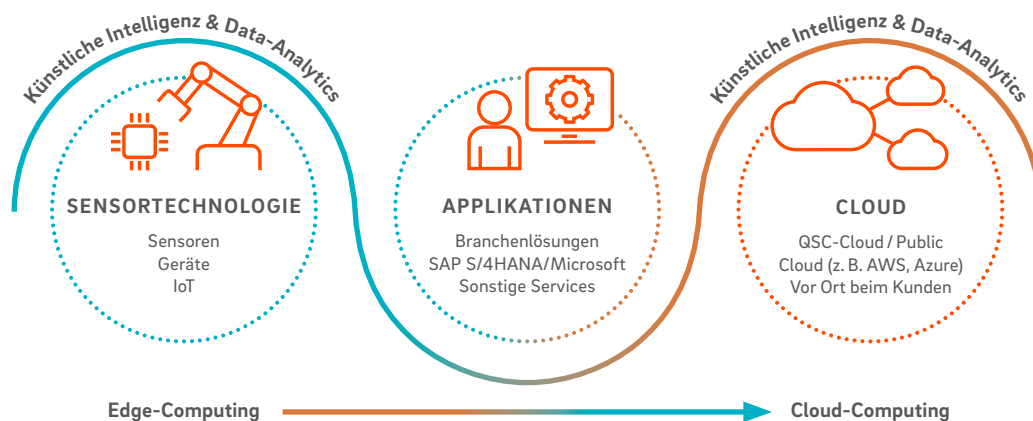 Künstliche Intelligenz & Data-Analytics
SENSORTECHNOLOGIE
Sensoren
Geräte
IoT
APPLIKATIONEN
Branchenlösungen
SAP S/4HANA/Microsoft
Sonstige Services
Künstliche Intelligenz & Data-Analytics
CLOUD
QSC-Cloud / Public
Cloud (z. B. AWS, Azure)
Vor Ort beim Kunden
Edge-Computing
Cloud-Computing